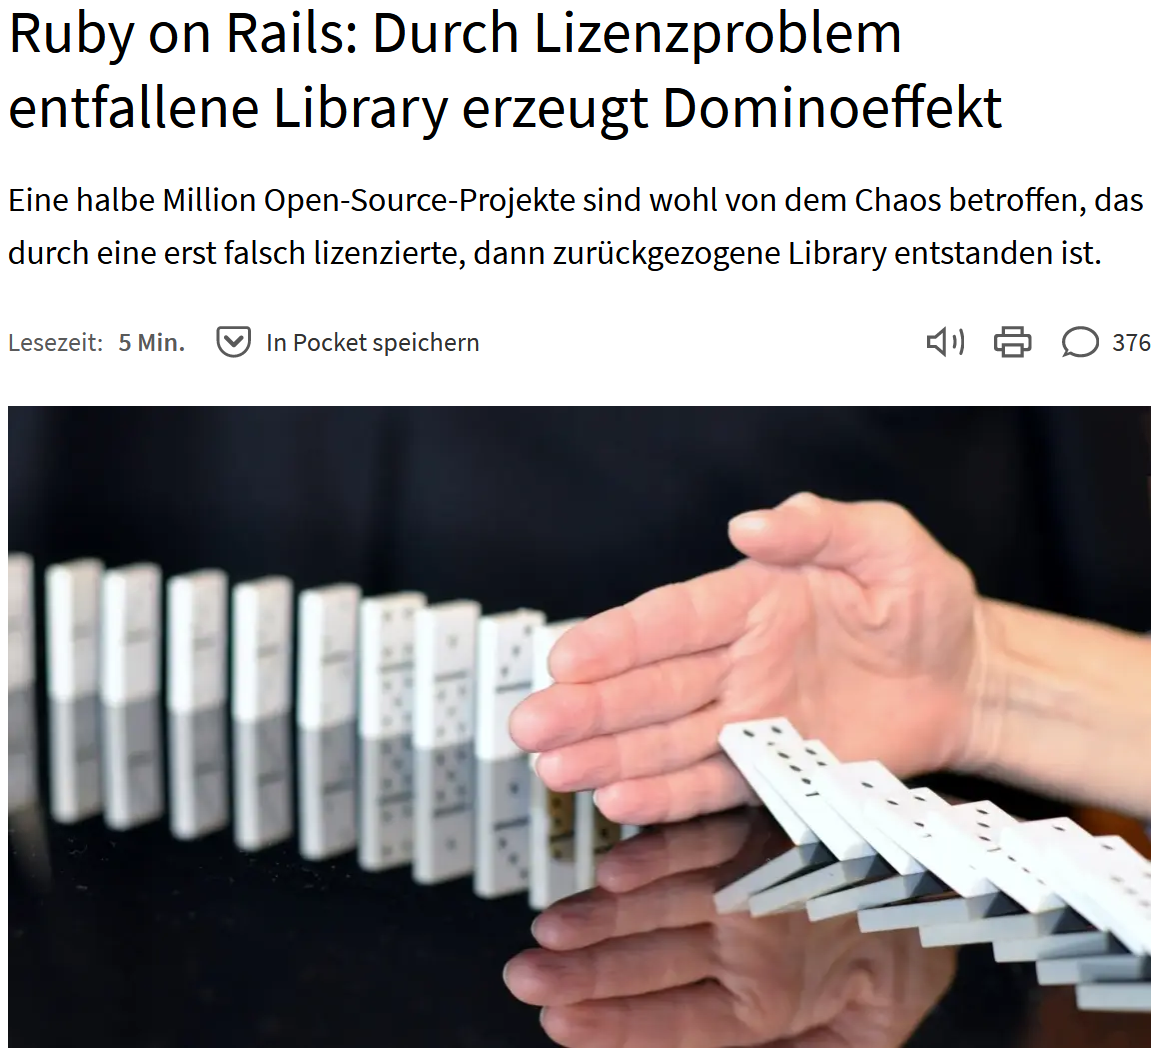 Ruby on Rails: Durch Lizenzproblem
entfallene Library erzeugt Dominoeffekt
Eine halbe Million Open-Source-Projekte sind wohl von dem Chaos betroffen, das
durch eine erst falsch lizenzierte, dann zurückgezogene Library entstanden ist.
Lesezeit: 5 Min. In Pocket speichern 376